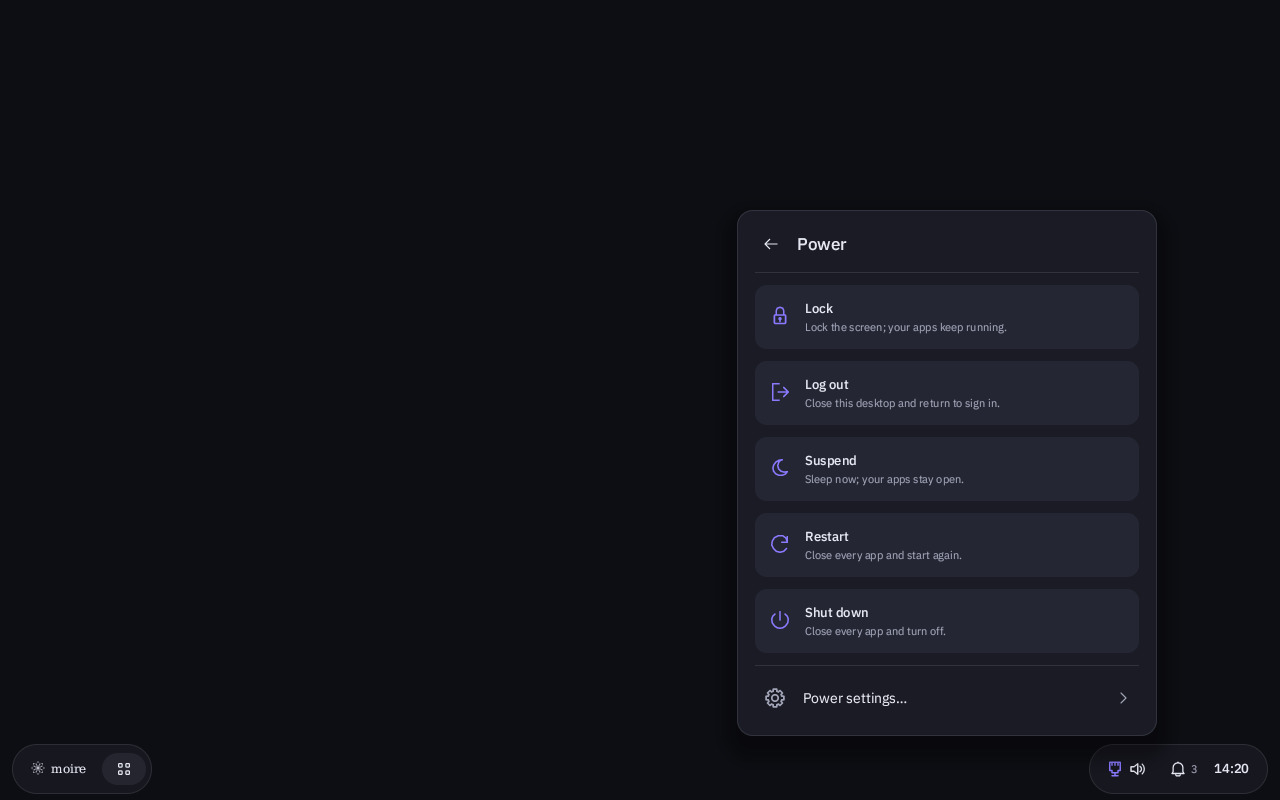 Power
Lock
Lock the screen; your apps keep running.
Log out
Close this desktop and return to sign in.
Suspend
Sleep now; your apps stay open.
Restart
Close every app and start again.
Shut down
Close every app and turn off.
Power settings...
moire
3
14:20